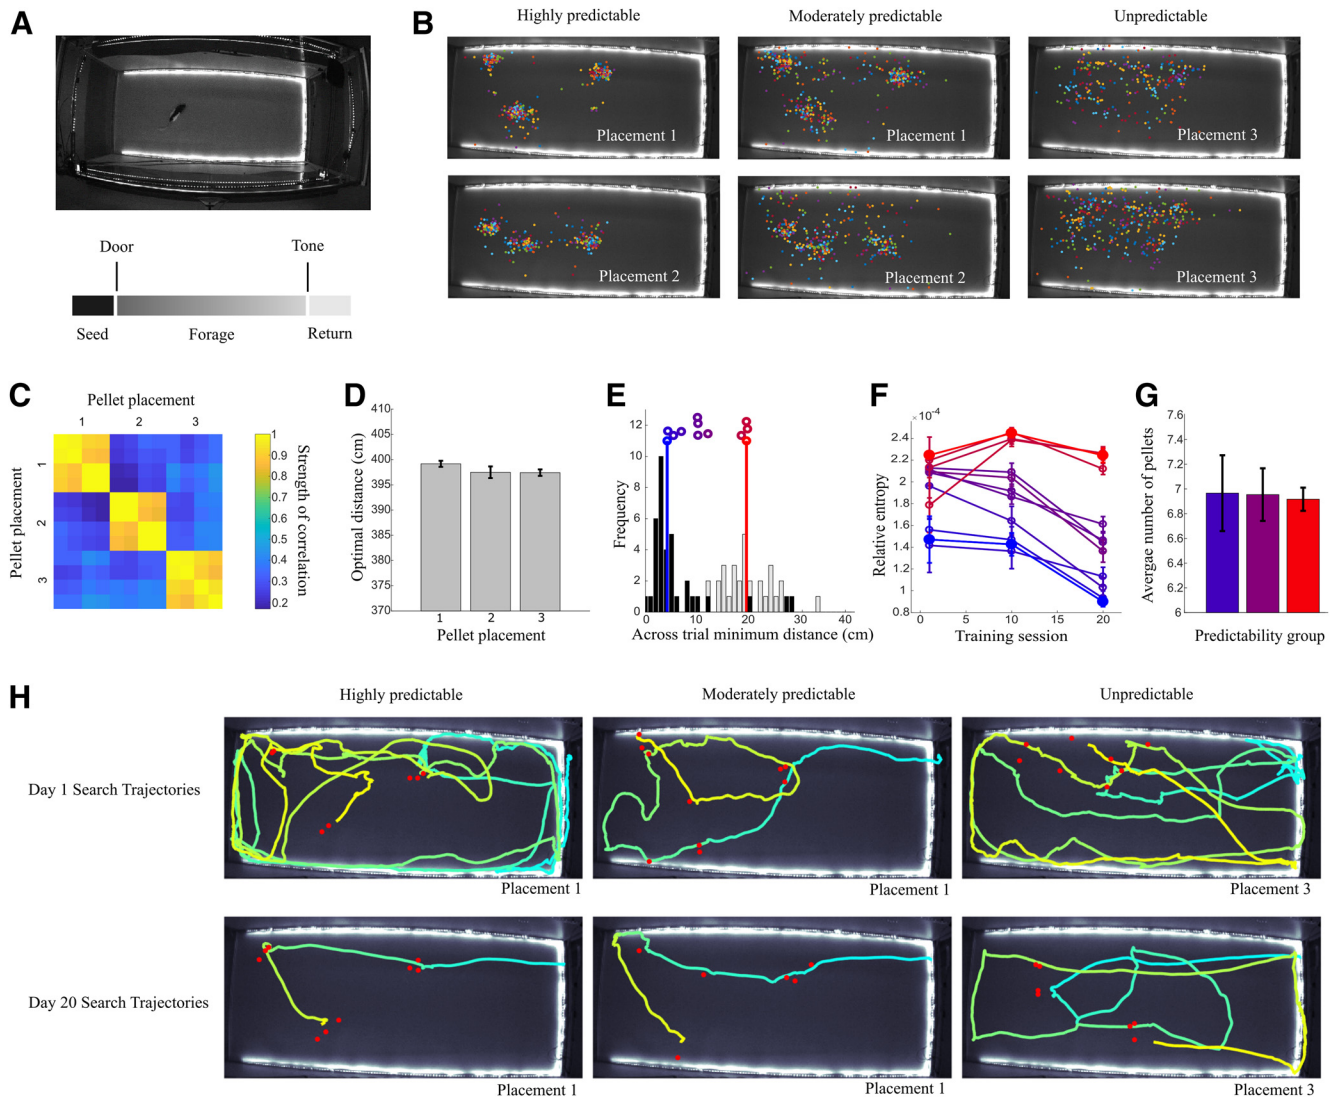 A
Door
Tone
Seed
Forage
Return
B
Highly predictable
Moderately predictable
Unpredictable
Placement 1
Placement 1
Placement 3
Placement 2
Placement 2
Placement 3
C
Pellet placement
1 2 3
Pellet placement
1
2
3
1
0.9
0.8
0.7
0.6
0.5
0.4
0.3
0.2
Strength of correlation
D
Optimal distance (cm)
410
405
400
395
390
385
380
375
370
1 2 3
Pellet placement
E
Frequency
12
10
8
6
4
2
0
0 10 20 30 40
Across trial minimum distance (cm)
F
×10⁻⁴
Relative entropy
2.4
2.2
2
1.8
1.6
1.4
1.2
1
0.8
0 5 10 15 20
Training session
G
Avergae number of pellets
7.6
7.4
7.2
7
6.8
6.6
6.4
6.2
6
Predictability group
H
Highly predictable
Moderately predictable
Unpredictable
Day 1 Search Trajectories
Placement 1
Placement 1
Placement 3
Day 20 Search Trajectories
Placement 1
Placement 1
Placement 3